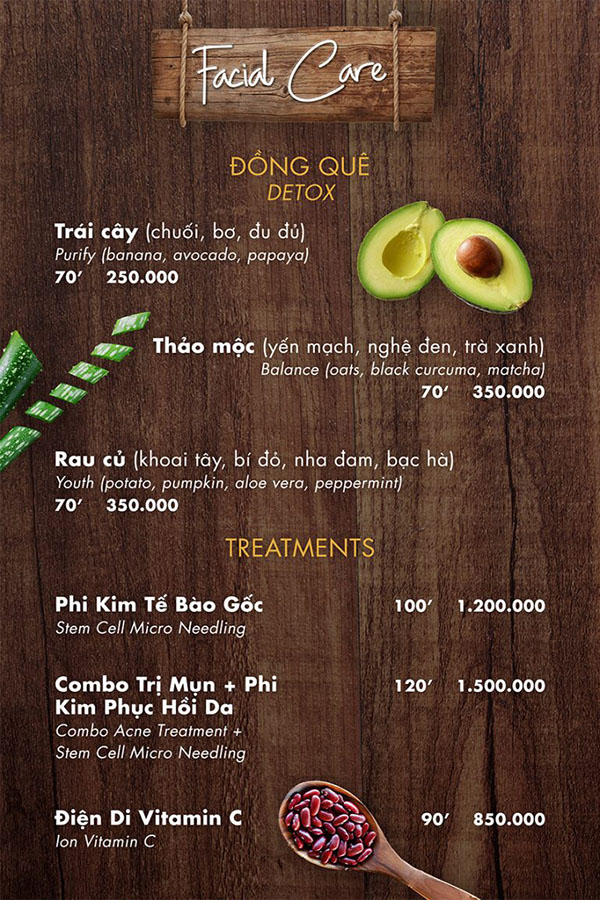 Facial Care
ĐỒNG QUÊ
DETOX
Trái cây (chuối, bơ, đu đủ)
Purify (banana, avocado, papaya)
70′ 250.000
Thảo mộc (yến mạch, nghệ đen, trà xanh)
Balance (oats, black curcuma, matcha)
70′ 350.000
Rau củ (khoai tây, bí đỏ, nha đam, bạc hà)
Youth (potato, pumpkin, aloe vera, peppermint)
70′ 350.000
TREATMENTS
Phi Kim Tế Bào Gốc 100′ 1.200.000
Stem Cell Micro Needling
Combo Trị Mụn + Phi 120′ 1.500.000
Kim Phục Hồi Da
Combo Acne Treatment +
Stem Cell Micro Needling
Điện Di Vitamin C 90′ 850.000
Ion Vitamin C